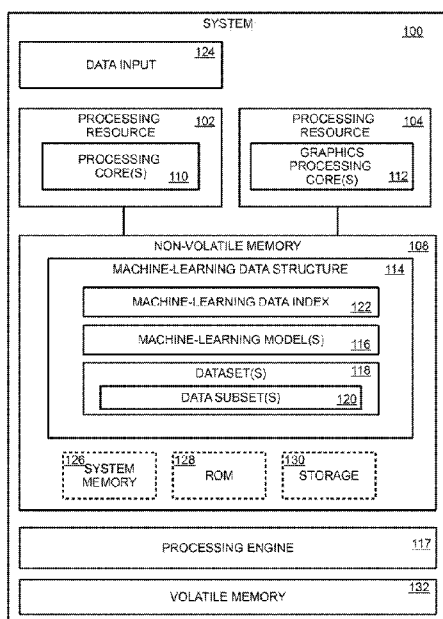 SYSTEM
100
DATA INPUT 124
PROCESSING RESOURCE 102
PROCESSING CORE(S) 110
PROCESSING RESOURCE 104
GRAPHICS PROCESSING CORE(S) 112
NON-VOLATILE MEMORY 108
MACHINE-LEARNING DATA STRUCTURE 114
MACHINE-LEARNING DATA INDEX 122
MACHINE-LEARNING MODEL(S) 116
DATASET(S) 118
DATA SUBSET(S) 120
126 SYSTEM MEMORY
128 ROM
130 STORAGE
PROCESSING ENGINE 117
VOLATILE MEMORY 132